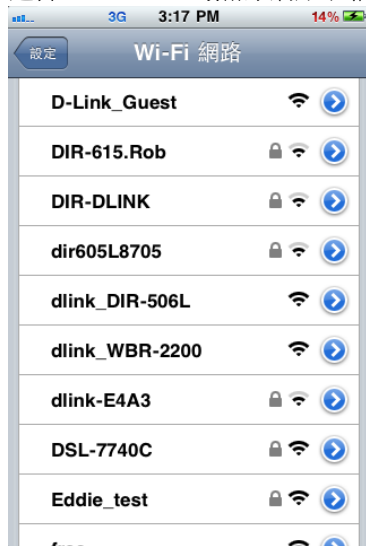 3G 3:17 PM 14%
設定 Wi-Fi 網路
D-Link_Guest
DIR-615.Rob
DIR-DLINK
dir605L8705
dlink_DIR-506L
dlink_WBR-2200
dlink-E4A3
DSL-7740C
Eddie_test